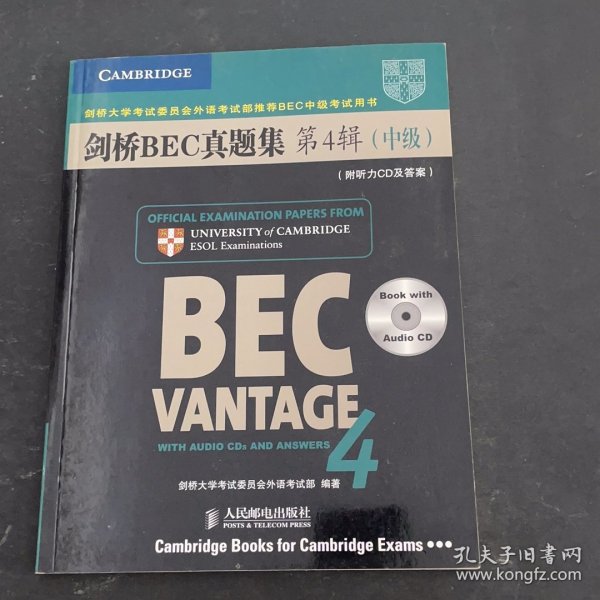 CAMBRIDGE
剑桥大学考试委员会外语考试部推荐BEC中级考试用书
剑桥BEC真题集 第4辑（中级）
（附听力CD及答案）
OFFICIAL EXAMINATION PAPERS FROM
UNIVERSITY of CAMBRIDGE
ESOL Examinations
Book with
Audio CD
BEC
VANTAGE
4
WITH AUDIO CDs AND ANSWERS
剑桥大学考试委员会外语考试部 编著
人民邮电出版社
POSTS & TELECOM PRESS
Cambridge Books for Cambridge Exams •••
孔夫子旧书网
www.kongfz.com